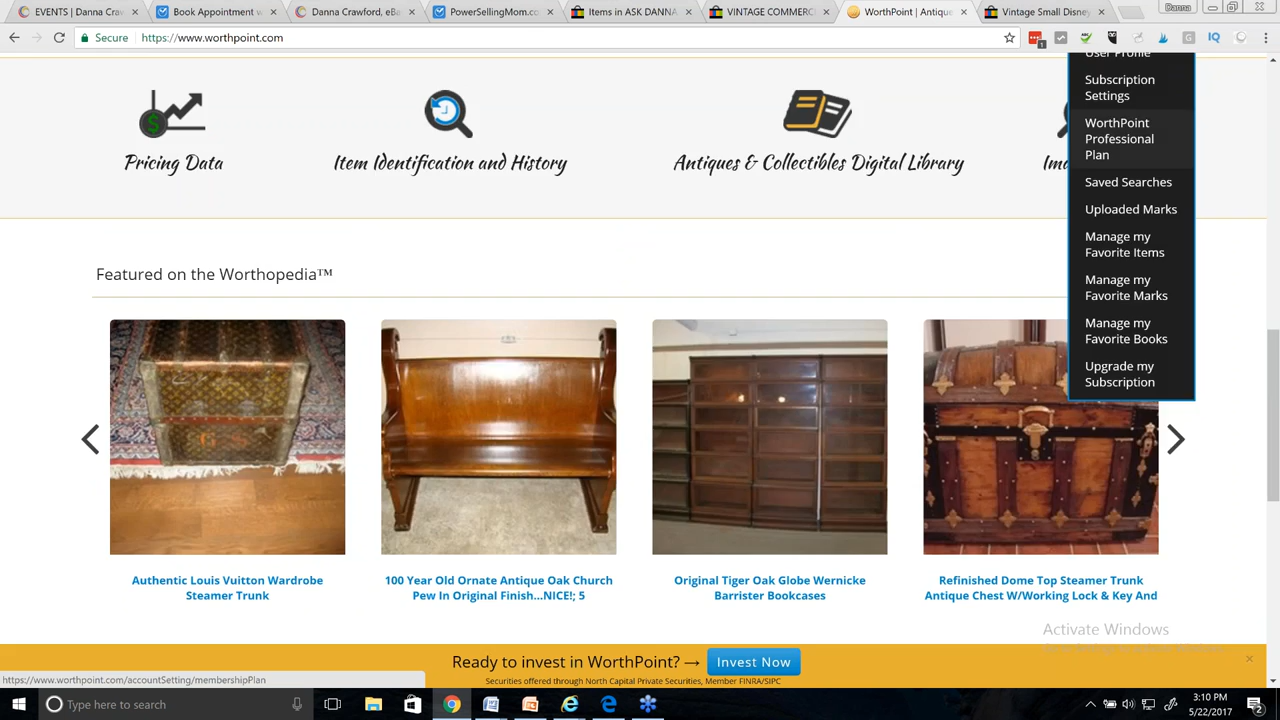 EVENTS | Danna Craw
Book Appointment w
Danna Crawford, eBa
PowerSellingMom.co
Items in ASK DANNA
VINTAGE COMMERC
WorthPoint | Antique
Vintage Small Disney
Danna
Secure https://www.worthpoint.com
User Profile
Subscription
Settings
WorthPoint
Professional
Plan
Saved Searches
Uploaded Marks
Manage my
Favorite Items
Manage my
Favorite Marks
Manage my
Favorite Books
Upgrade my
Subscription
Pricing Data
Item Identification and History
Antiques & Collectibles Digital Library
Featured on the Worthopedia™
Authentic Louis Vuitton Wardrobe
Steamer Trunk
100 Year Old Ornate Antique Oak Church
Pew In Original Finish...NICE!; 5
Original Tiger Oak Globe Wernicke
Barrister Bookcases
Refinished Dome Top Steamer Trunk
Antique Chest W/Working Lock & Key And
Activate Windows
Ready to invest in WorthPoint? → Invest Now
Securities offered through North Capital Private Securities, Member FINRA/SIPC
https://www.worthpoint.com/accountSetting/membershipPlan
Type here to search
3:10 PM
5/22/2017